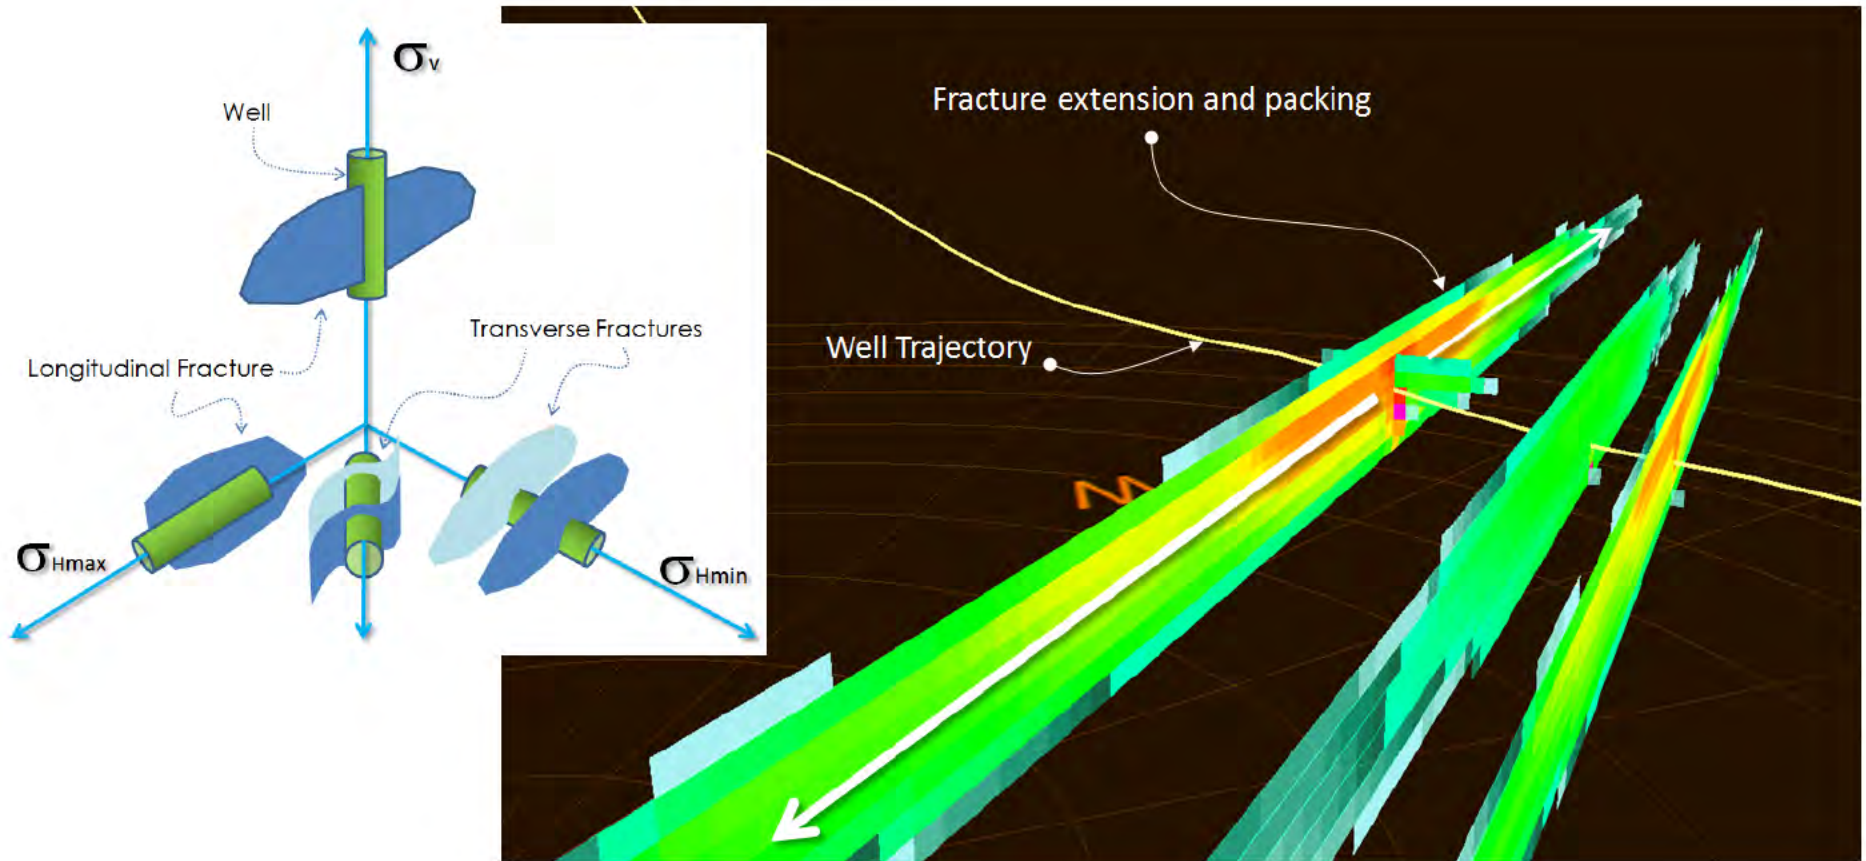 σv
Well
Fracture extension and packing
Transverse Fractures
Well Trajectory
Longitudinal Fracture
σHmax
σHmin